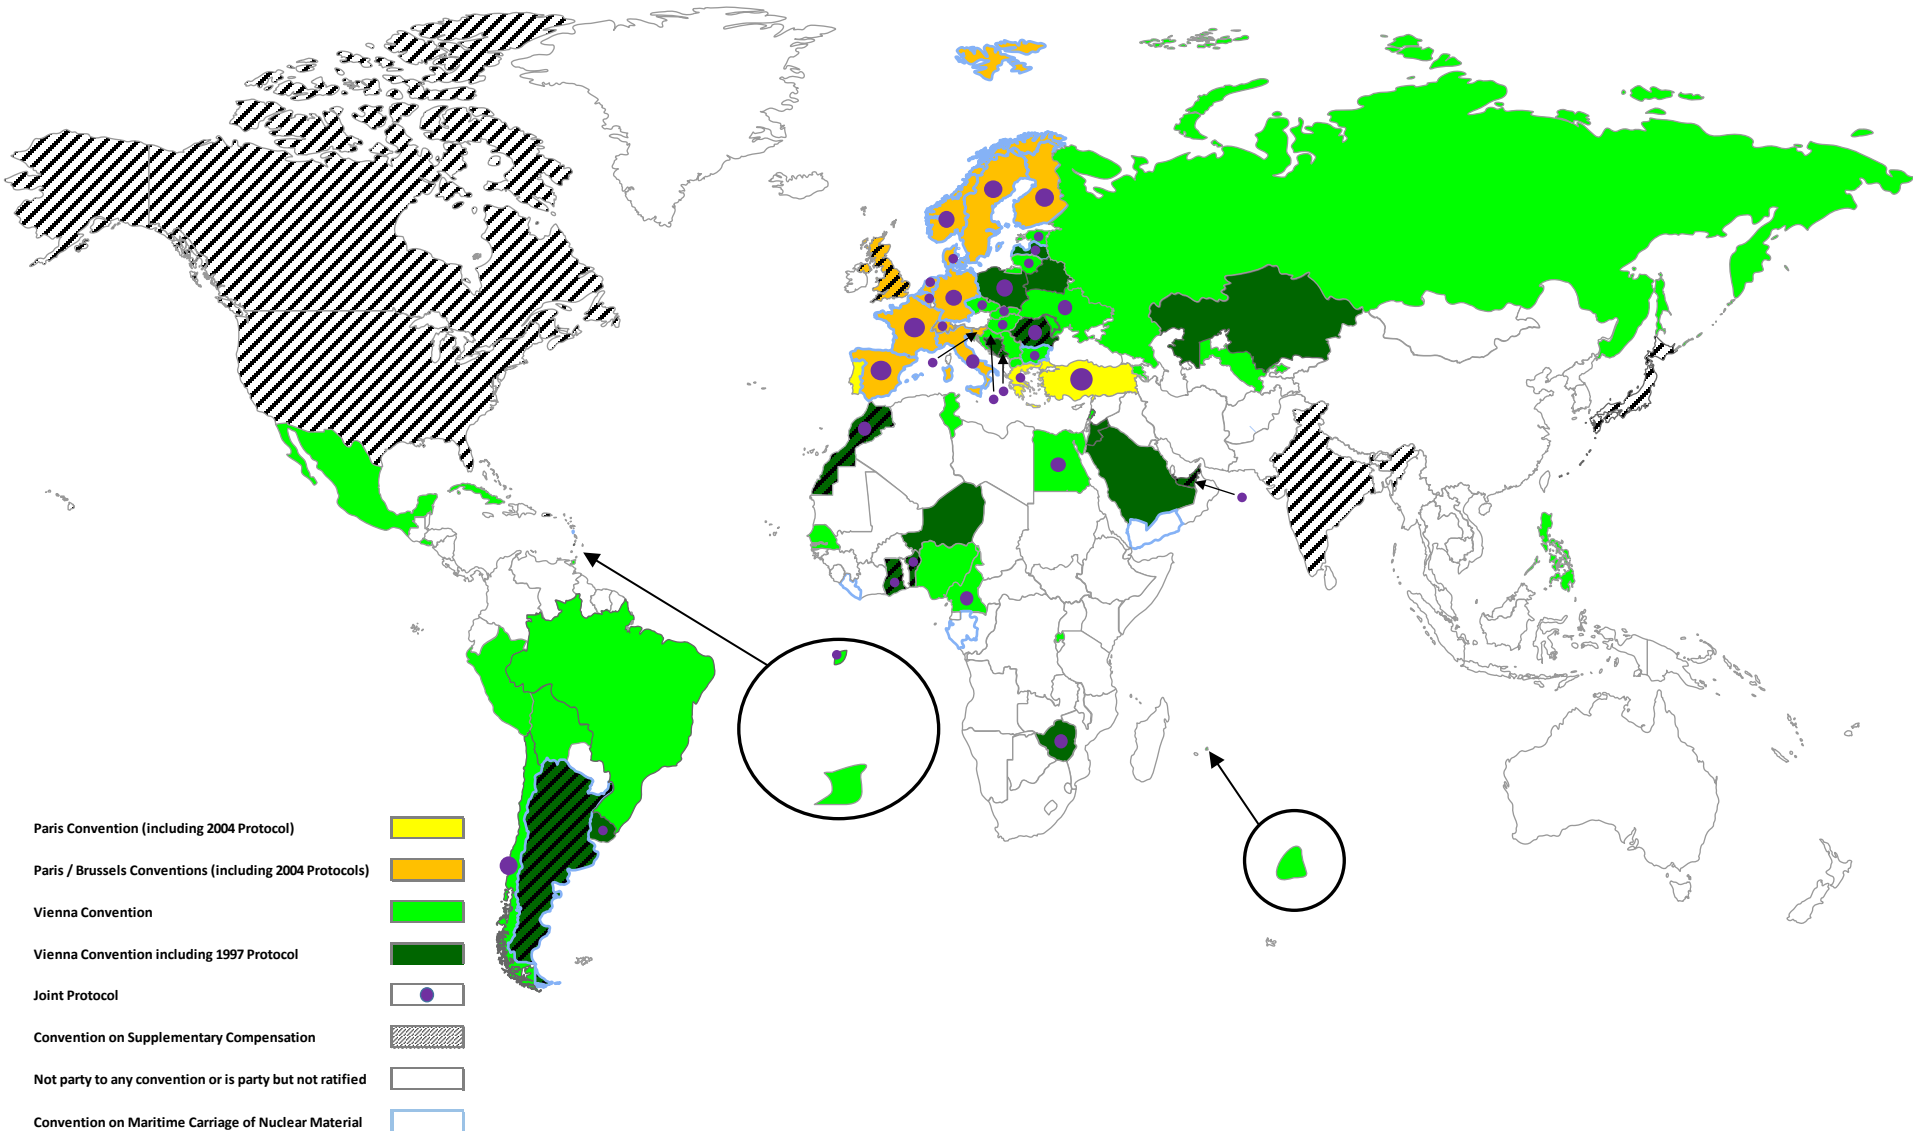 Paris Convention (including 2004 Protocol)
Paris / Brussels Conventions (including 2004 Protocols)
Vienna Convention
Vienna Convention including 1997 Protocol
Joint Protocol
Convention on Supplementary Compensation
Not party to any convention or is party but not ratified
Convention on Maritime Carriage of Nuclear Material